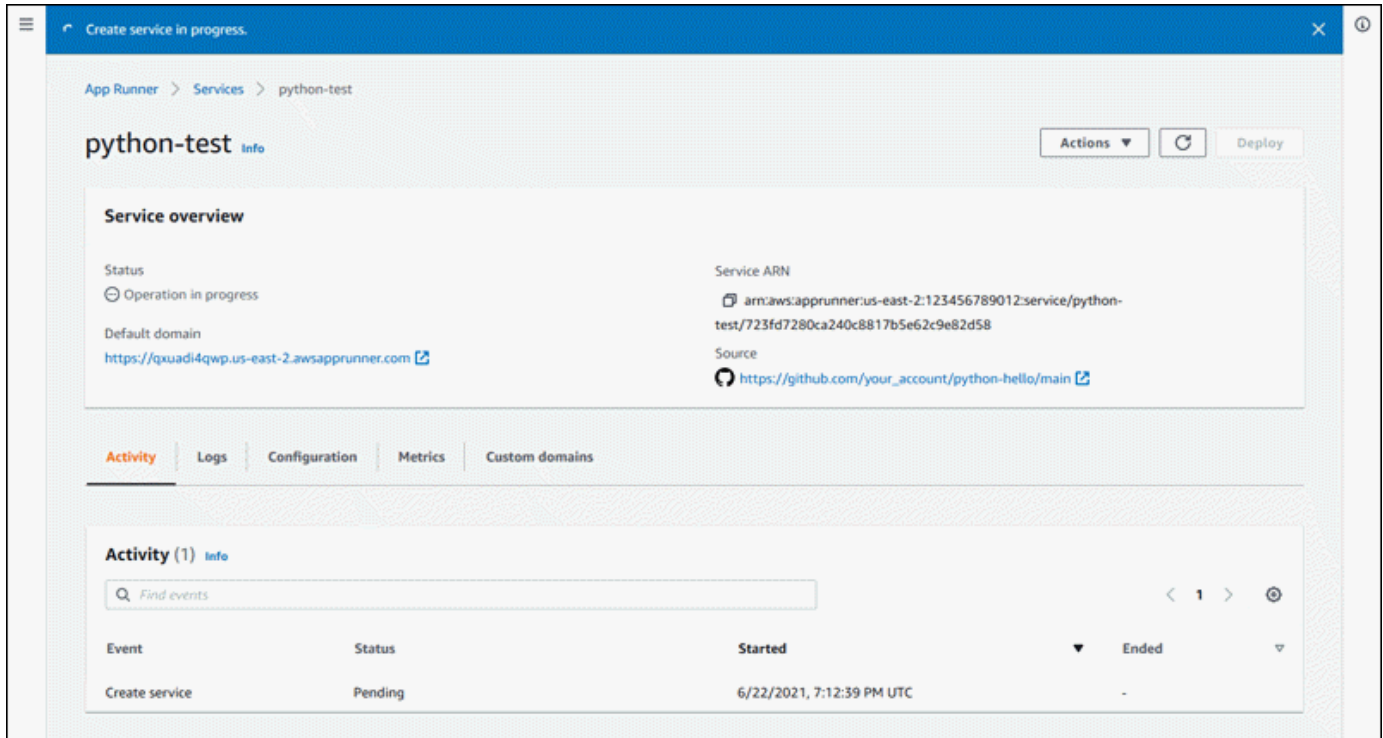 Create service in progress.
App Runner > Services > python-test
python-test Info
Actions ▼ Deploy
Service overview
Status
Operation in progress
Default domain
https://qxuadi4qwp.us-east-2.awsapprunner.com
Service ARN
arn:aws:apprunner:us-east-2:123456789012:service/python-
test/723fd7280ca240c8817b5e62c9e82d58
Source
https://github.com/your_account/python-hello/main
Activity Logs Configuration Metrics Custom domains
Activity (1) Info
Find events
< 1 >
Event Status Started Ended
Create service Pending 6/22/2021, 7:12:39 PM UTC -